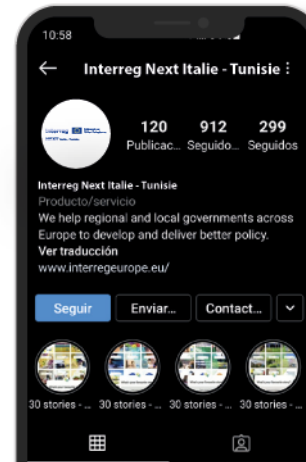 10:58
Interreg Next Italie - Tunisie
Interreg
120 912 299
Publicac... Seguido... Seguidos
Interreg Next Italie - Tunisie
Producto/servicio
We help regional and local governments across
Europe to develop and deliver better policy.
Ver traducción
www.interregeurope.eu/
Seguir Enviar... Contact...
30 stories - ... 30 stories - ... 30 stories - ... 30 stories - ...